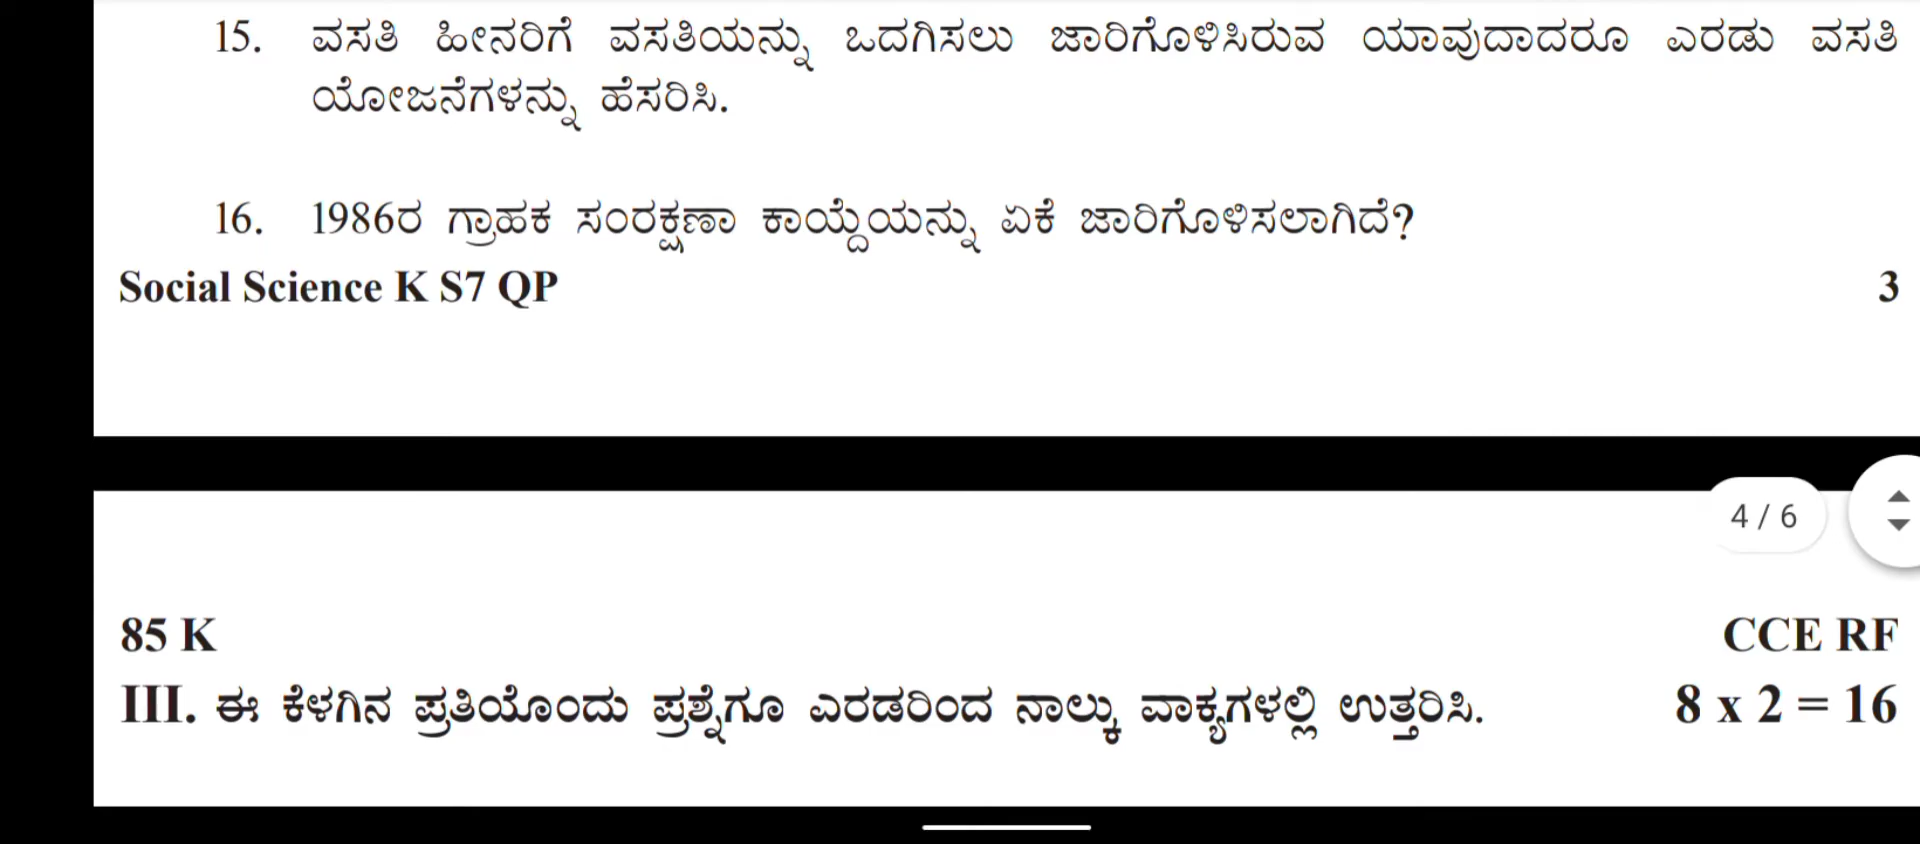 15. ವಸತಿ ಹೀನರಿಗೆ ವಸತಿಯನ್ನು ಒದಗಿಸಲು ಜಾರಿಗೊಳಿಸಿರುವ ಯಾವುದಾದರೂ ಎರಡು ವಸತಿ
ಯೋಜನೆಗಳನ್ನು ಹೆಸರಿಸಿ.
16. 1986ರ ಗ್ರಾಹಕ ಸಂರಕ್ಷಣಾ ಕಾಯ್ದೆಯನ್ನು ಏಕೆ ಜಾರಿಗೊಳಿಸಲಾಗಿದೆ?
Social Science K S7 QP 3
4 / 6
85 K CCE RF
III. ಈ ಕೆಳಗಿನ ಪ್ರತಿಯೊಂದು ಪ್ರಶ್ನೆಗೂ ಎರಡರಿಂದ ನಾಲ್ಕು ವಾಕ್ಯಗಳಲ್ಲಿ ಉತ್ತರಿಸಿ. 8 x 2 = 16